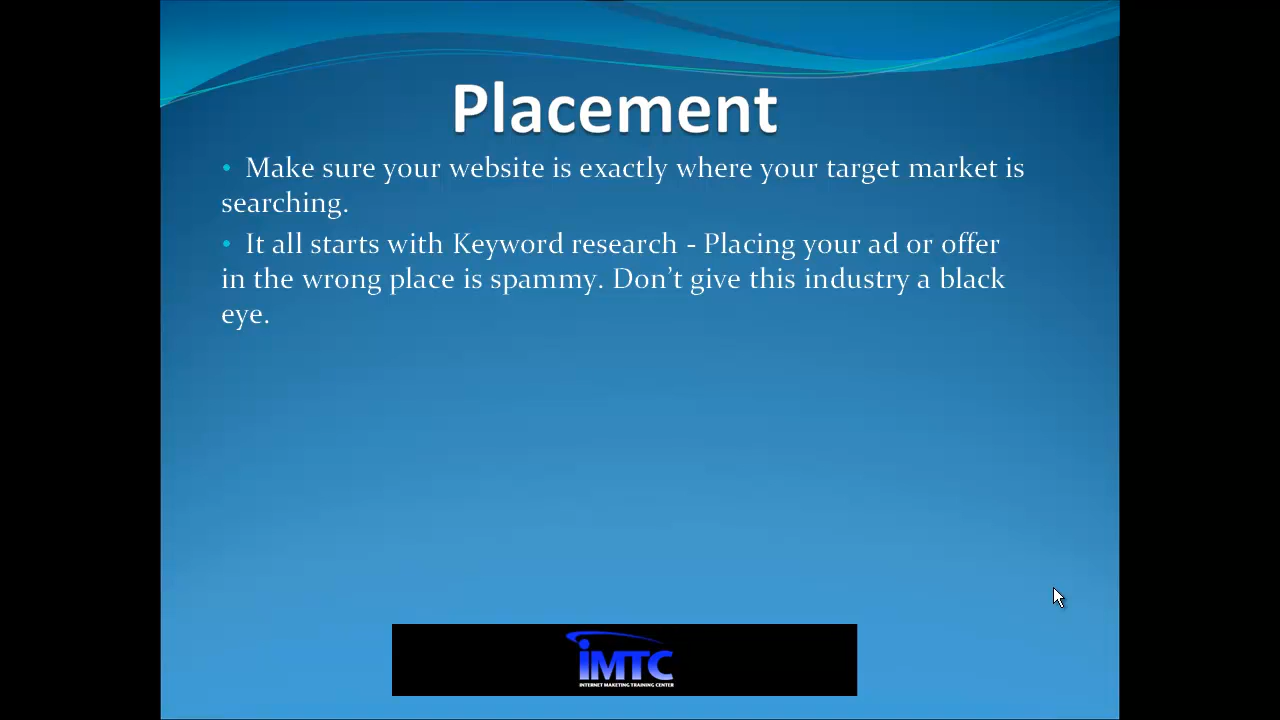 Placement
• Make sure your website is exactly where your target market is
searching.
• It all starts with Keyword research - Placing your ad or offer
in the wrong place is spammy. Don’t give this industry a black
eye.
iMTC
INTERNET MAKETING TRAINING CENTER